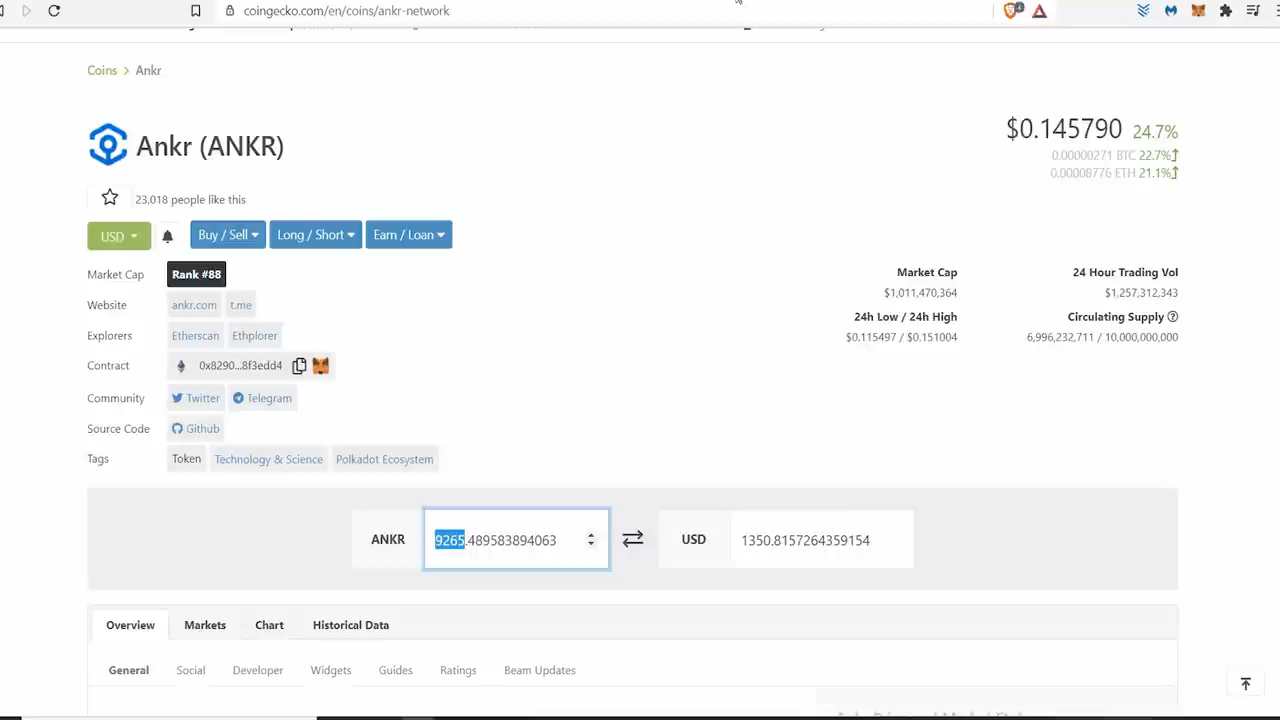 coingecko.com/en/coins/ankr-network
Coins > Ankr
Ankr (ANKR)
$0.145790 24.7%
0.00000271 BTC 22.7%
0.00008776 ETH 21.1%
23,018 people like this
USD Buy / Sell Long / Short Earn / Loan
Market Cap Rank #88
Website ankr.com t.me
Explorers Etherscan Ethplorer
Contract 0x8290...8f3edd4
Community Twitter Telegram
Source Code Github
Tags Token Technology & Science Polkadot Ecosystem
Market Cap 24 Hour Trading Vol
$1,011,470,364 $1,257,312,343
24h Low / 24h High Circulating Supply
$0.115497 / $0.151004 6,996,232,711 / 10,000,000,000
ANKR 9265.489583894063 USD 1350.8157264359154
Overview Markets Chart Historical Data
General Social Developer Widgets Guides Ratings Beam Updates